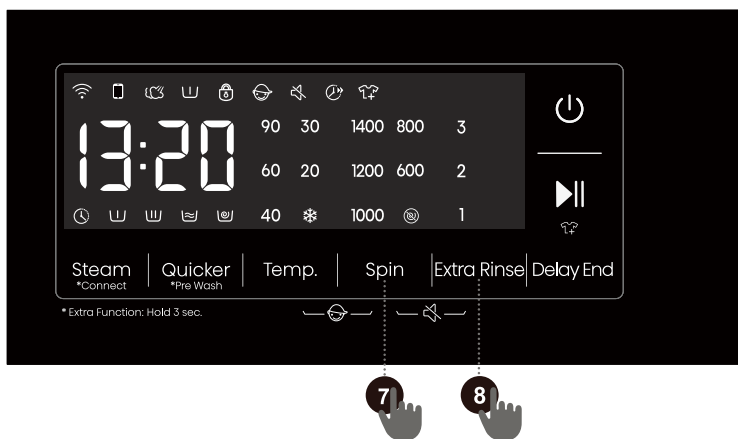 13:20
90 30 1400 800 3
60 20 1200 600 2
40 1000 1
Steam Quicker Temp. Spin Extra Rinse Delay End
*Connect *Pre Wash
* Extra Function: Hold 3 sec.
7 8